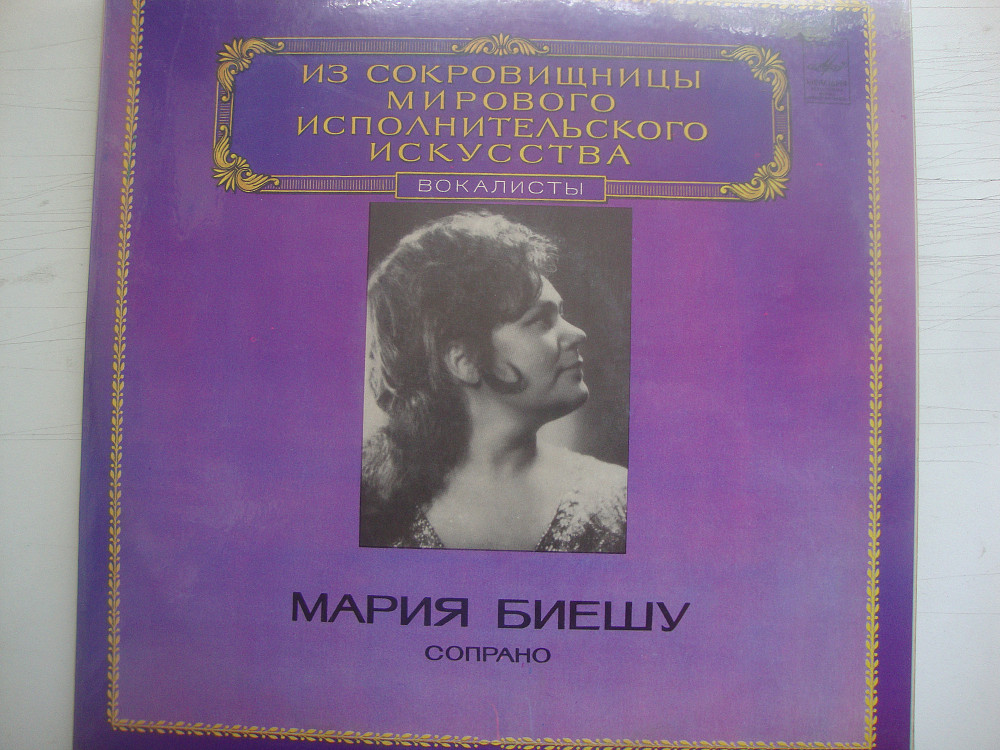 ИЗ СОКРОВИЩНИЦЫ
МИРОВОГО
ИСПОЛНИТЕЛЬСКОГО
ИСКУССТВА
ВОКАЛИСТЫ
МАРИЯ БИЕШУ
СОПРАНО